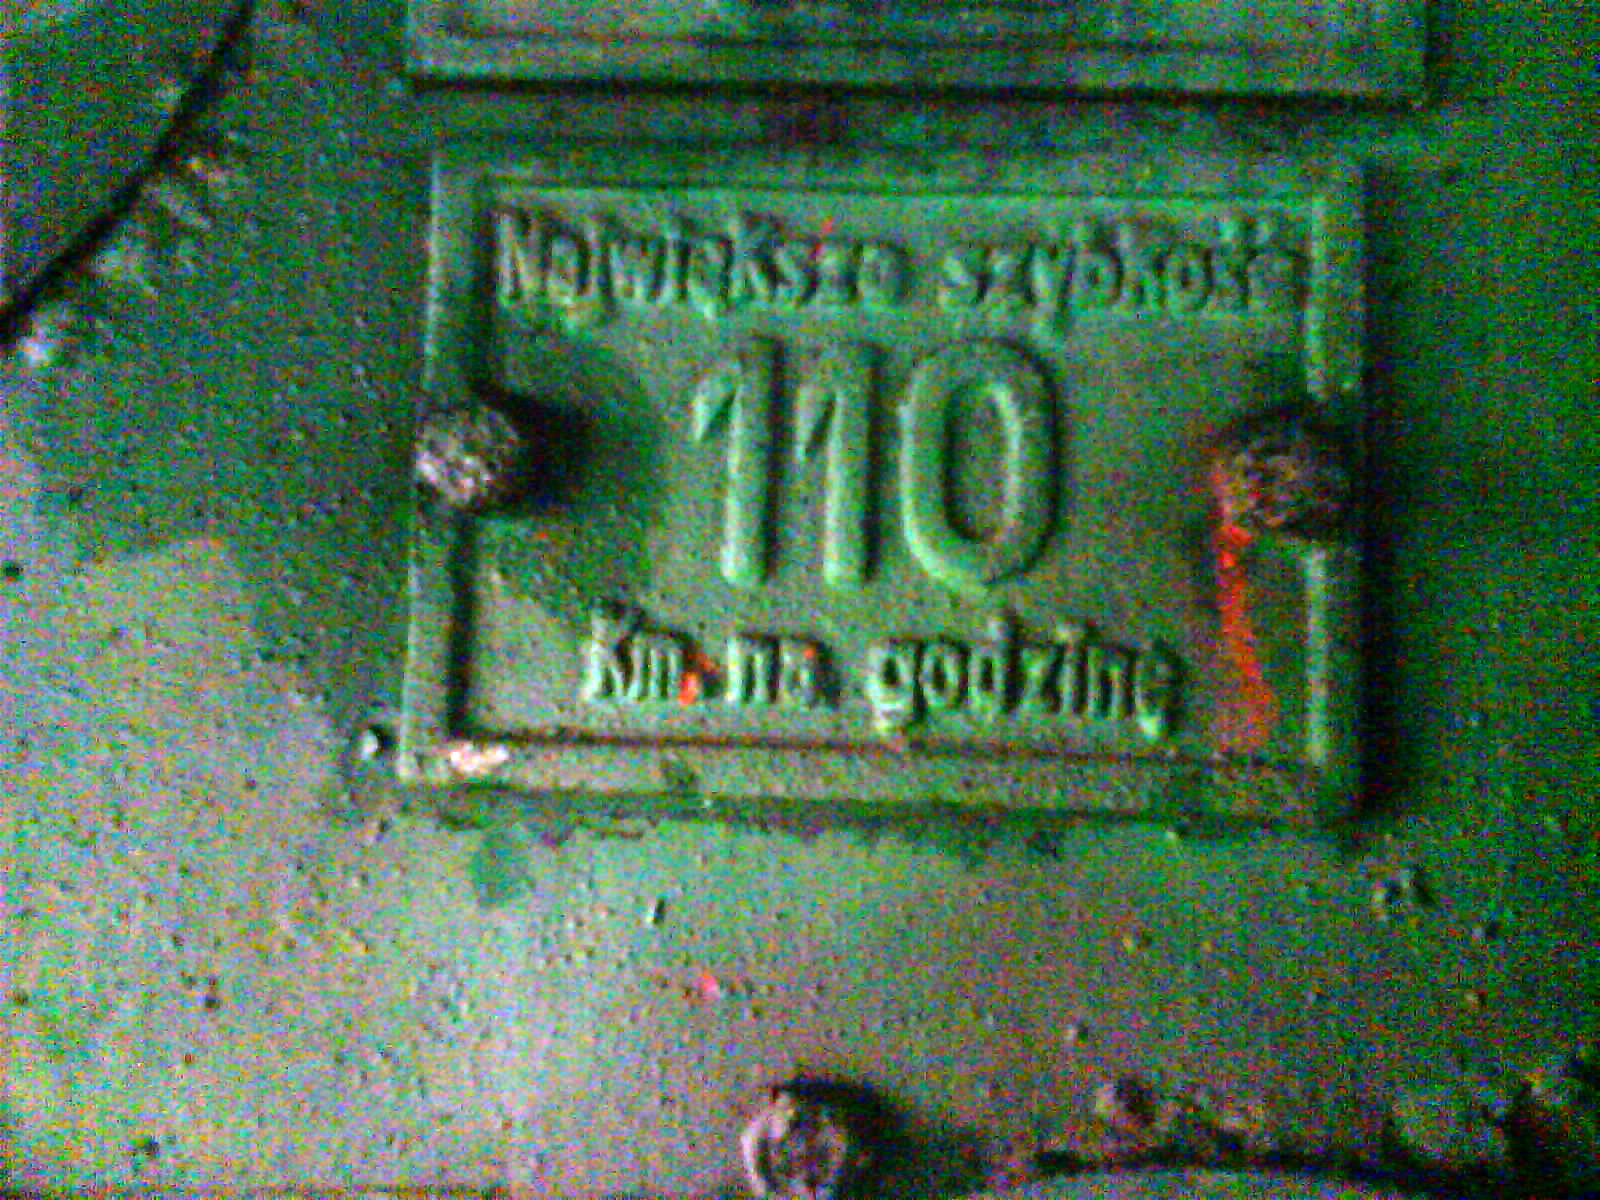 Największa szybkość
110
Km. na godzinę